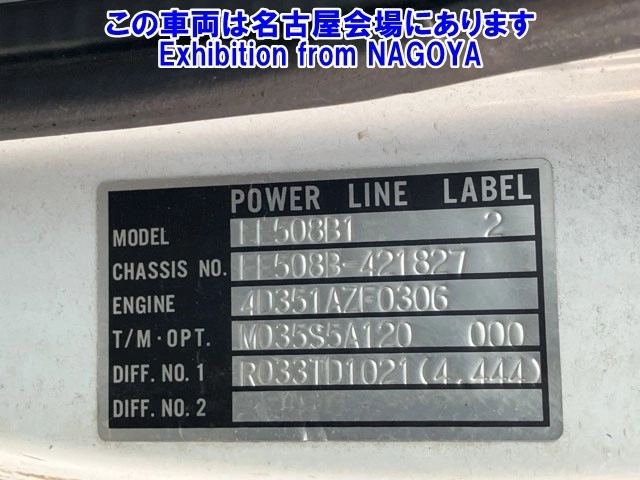 この車両は名古屋会場にあります
Exhibition from NAGOYA
POWER LINE LABEL
MODEL FE508B1 2
CHASSIS NO. FE508B-421827
ENGINE 4D351AZF0306
T/M·OPT. M035S5A120 000
DIFF. NO. 1 R033TD1021(4.444)
DIFF. NO. 2